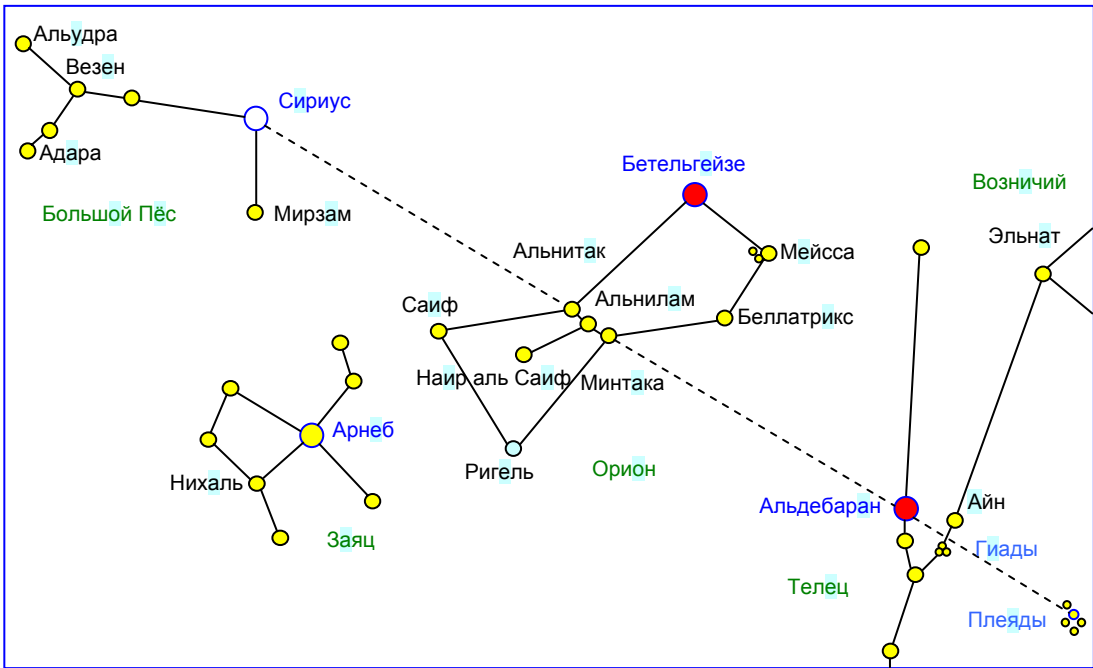 Альудра
Везен
Сириус
Адара
Бетельгейзе
Возничий
Большой Пёс
Мирзам
Эльнат
Альнитак
Мейсса
Саиф
Альнилам
Беллатрикс
Наир аль Саиф
Минтака
Арнеб
Ригель
Орион
Нихаль
Альдебаран
Айн
Заяц
Гиады
Телец
Плеяды